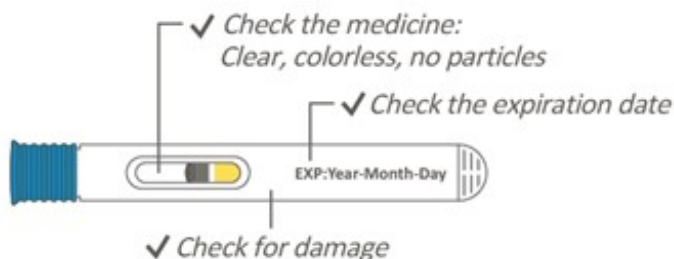 ✓ Check the medicine:
Clear, colorless, no particles
✓ Check the expiration date
EXP:Year-Month-Day
✓ Check for damage